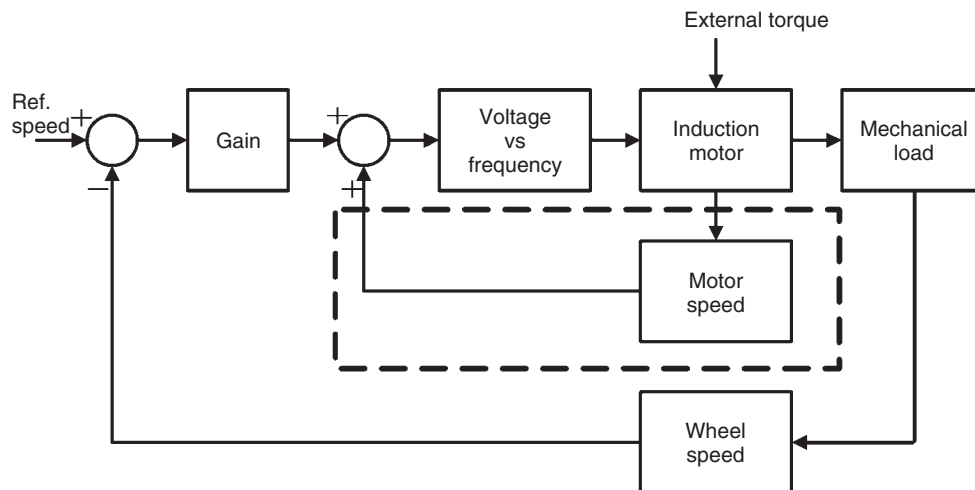 External torque
Ref.
speed
+
−
Gain
+
+
Voltage
vs
frequency
Induction
motor
Mechanical
load
Motor
speed
Wheel
speed